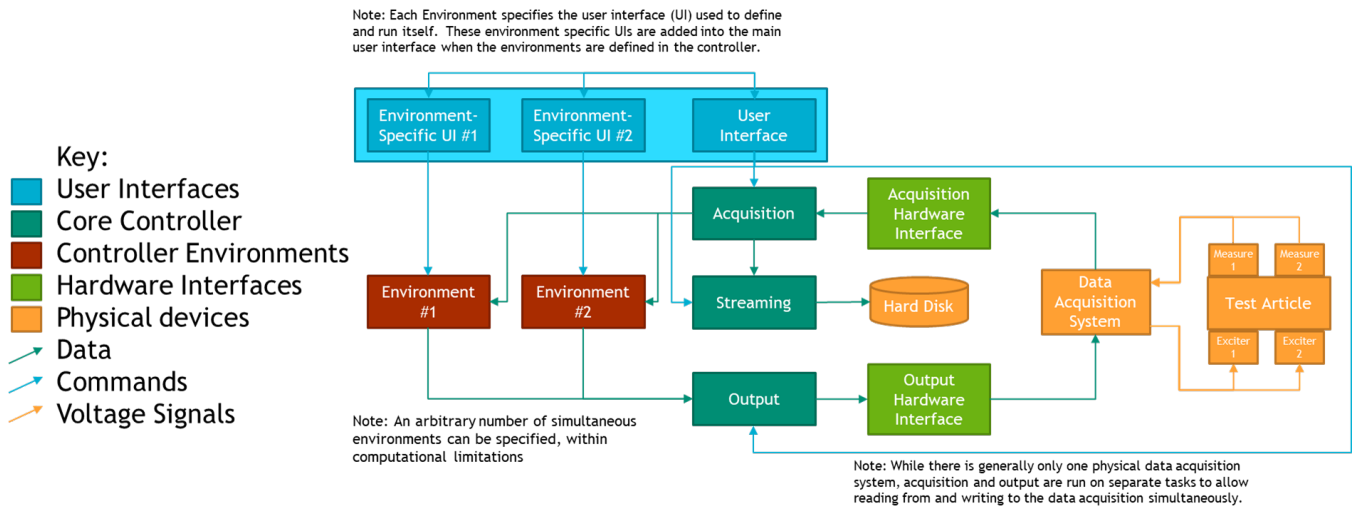 Note: Each Environment specifies the user interface (UI) used to define
and run itself.  These environment specific UIs are added into the main
user interface when the environments are defined in the controller.
Environment-
Specific UI #1
Environment-
Specific UI #2
User
Interface
Key:
User Interfaces
Core Controller
Controller Environments
Hardware Interfaces
Physical devices
Data
Commands
Voltage Signals
Acquisition
Acquisition
Hardware
Interface
Environment
#1
Environment
#2
Streaming
Hard Disk
Data
Acquisition
System
Measure
1
Measure
2
Test Article
Exciter
1
Exciter
2
Output
Output
Hardware
Interface
Note: An arbitrary number of simultaneous
environments can be specified, within
computational limitations
Note: While there is generally only one physical data acquisition
system, acquisition and output are run on separate tasks to allow
reading from and writing to the data acquisition simultaneously.